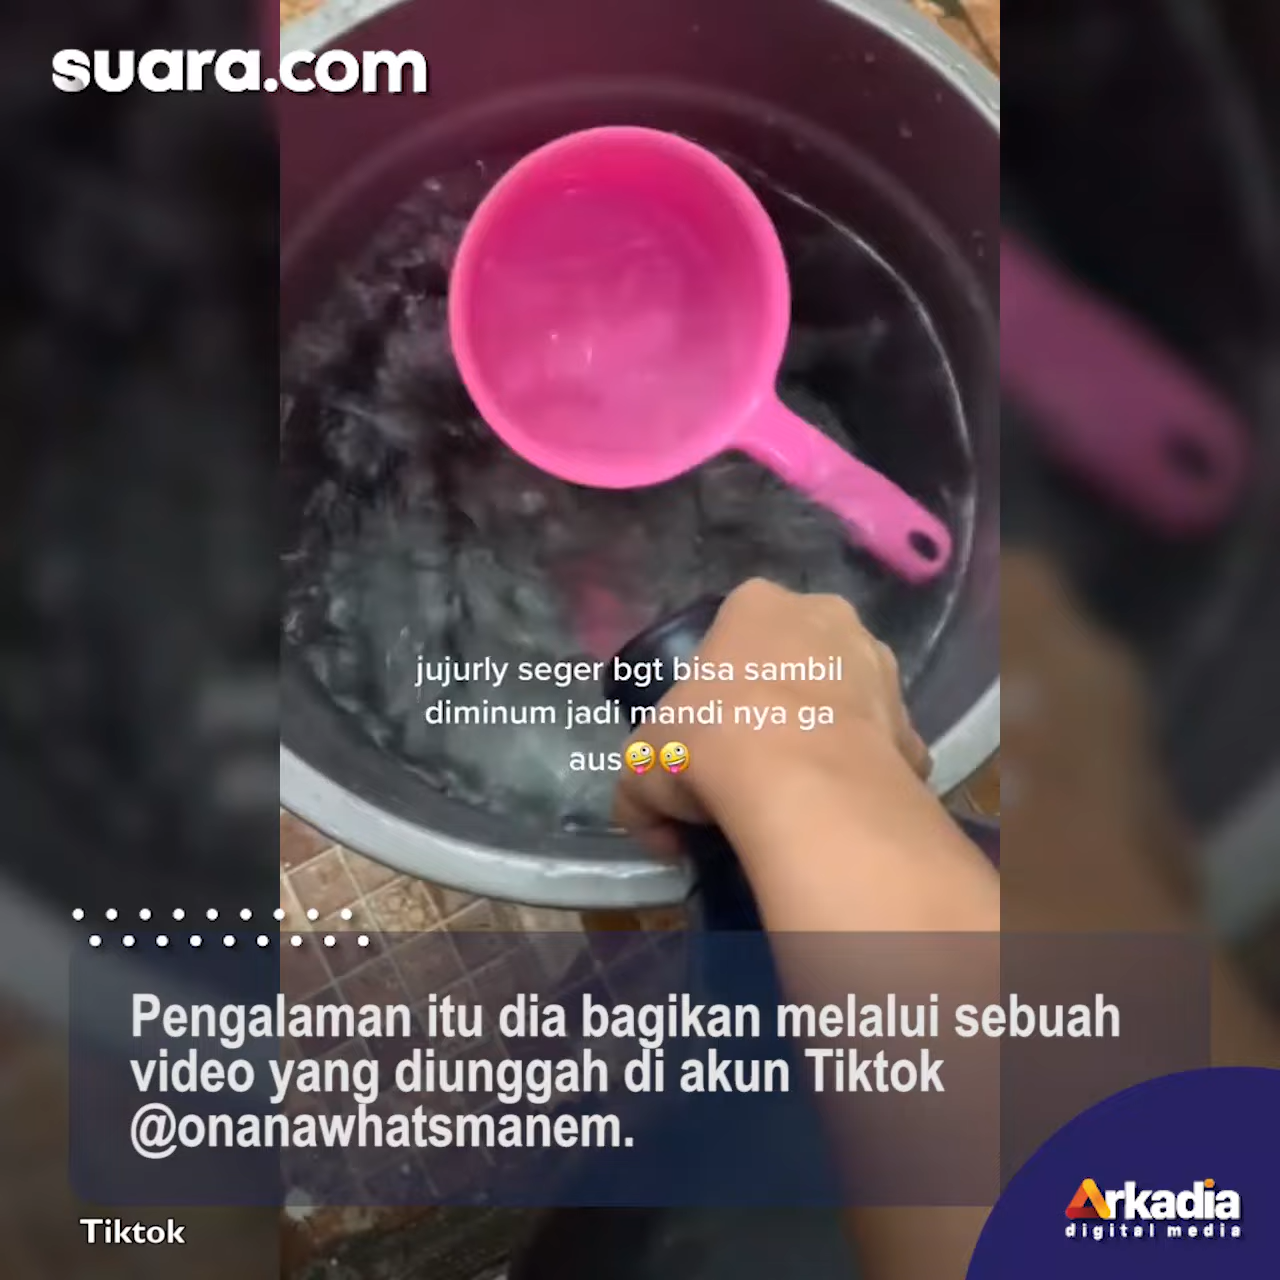 suara.com
jujurly seger bgt bisa sambil
diminum jadi mandi nya ga
aus🤪🤪
Pengalaman itu dia bagikan melalui sebuah
video yang diunggah di akun Tiktok
@onanawhatsmanem.
Tiktok
Arkadia
digital media